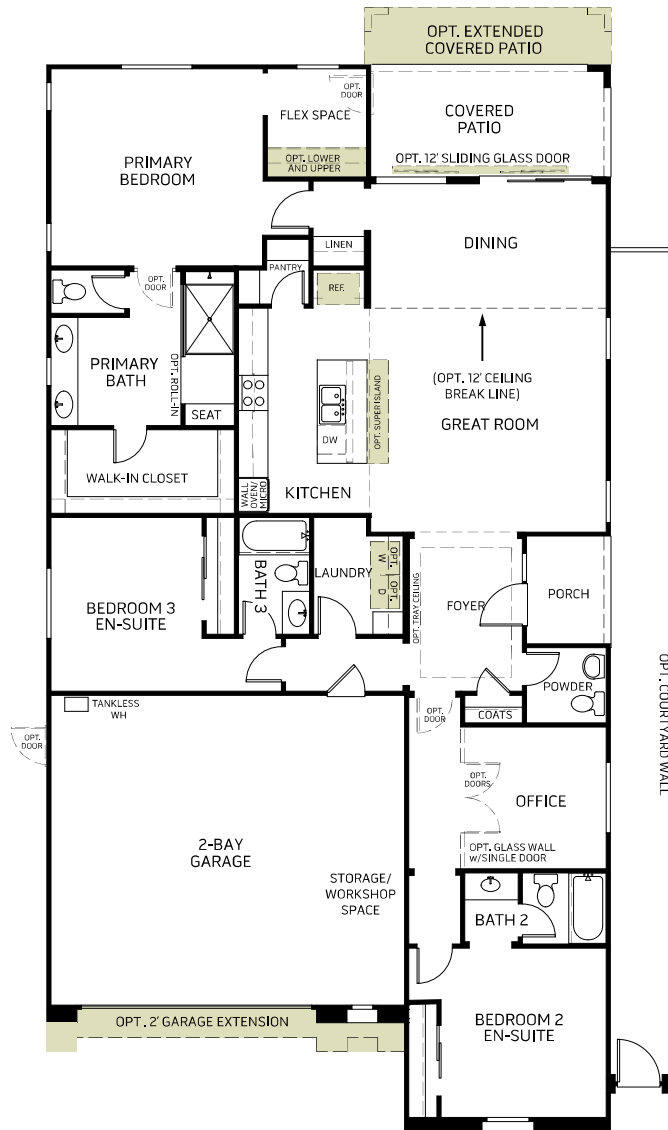 OPT. EXTENDED
COVERED PATIO
OPT.
DOOR
FLEX SPACE
COVERED
PATIO
OPT. LOWER
AND UPPER
OPT. 12' SLIDING GLASS DOOR
PRIMARY
BEDROOM
LINEN
DINING
PANTRY
OPT.
DOOR
REF.
PRIMARY
BATH
OPT. ROLL-IN
SEAT
(OPT. 12' CEILING
BREAK LINE)
GREAT ROOM
OPT. SUPER ISLAND
DW
WALK-IN CLOSET
WALL
OVEN/
MICRO
KITCHEN
BEDROOM 3
EN-SUITE
BATH 3
LAUNDRY
OPT.
W
OPT.
D
OPT. TRAY CEILING
FOYER
PORCH
POWDER
COATS
OPT. COURTYARD WALL
TANKLESS
WH
OPT.
DOOR
OPT.
DOOR
OPT.
DOORS
OFFICE
OPT. GLASS WALL
w/SINGLE DOOR
2-BAY
GARAGE
STORAGE/
WORKSHOP
SPACE
BATH 2
OPT. 2' GARAGE EXTENSION
BEDROOM 2
EN-SUITE